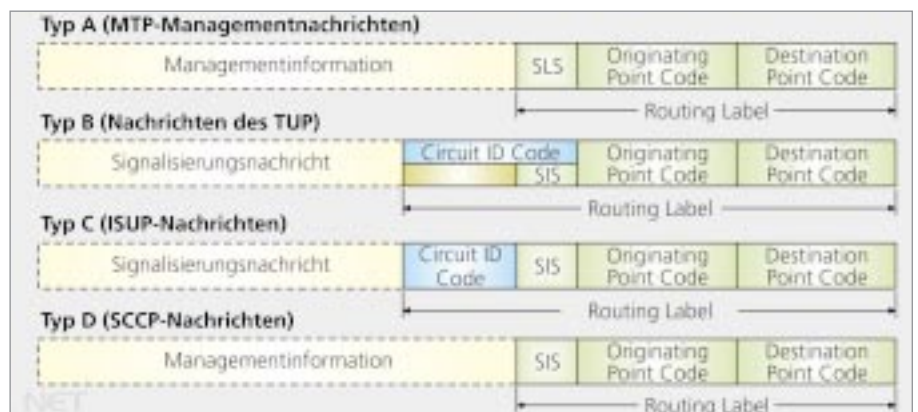 Typ A (MTP-Managementnachrichten)
Managementinformation
SLS
Originating
Point Code
Destination
Point Code
Routing Label
Typ B (Nachrichten des TUP)
Signalisierungsnachricht
Circuit ID Code
SIS
Originating
Point Code
Destination
Point Code
Routing Label
Typ C (ISUP-Nachrichten)
Signalisierungsnachricht
Circuit ID
Code
SIS
Originating
Point Code
Destination
Point Code
Routing Label
Typ D (SCCP-Nachrichten)
Managementinformation
SIS
Originating
Point Code
Destination
Point Code
Routing Label
NET